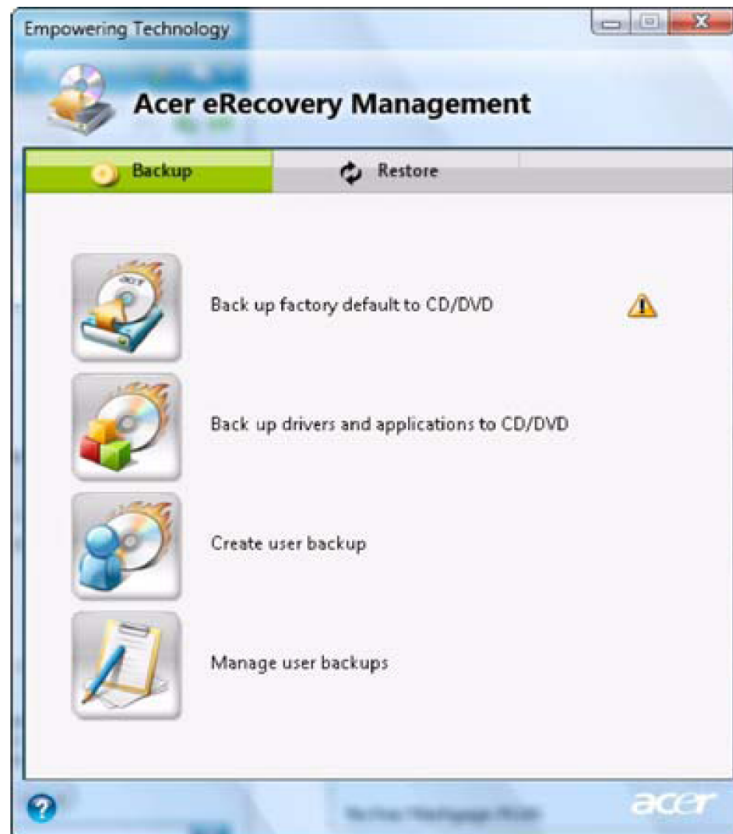 Empowering Technology
Acer eRecovery Management
Backup
Restore
acer
Back up factory default to CD/DVD
Back up drivers and applications to CD/DVD
Create user backup
Manage user backups
?
acer